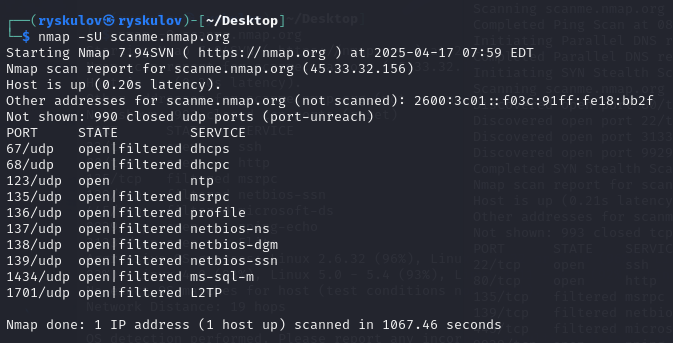 (ryskulov㉿ryskulov)-[~/Desktop]
$ nmap -sU scanme.nmap.org
Starting Nmap 7.94SVN ( https://nmap.org ) at 2025-04-17 07:59 EDT
Nmap scan report for scanme.nmap.org (45.33.32.156)
Host is up (0.20s latency).
Other addresses for scanme.nmap.org (not scanned): 2600:3c01::f03c:91ff:fe18:bb2f
Not shown: 990 closed udp ports (port-unreach)
PORT STATE SERVICE
67/udp open|filtered dhcps
68/udp open|filtered dhcpc
123/udp open ntp
135/udp open|filtered msrpc
136/udp open|filtered profile
137/udp open|filtered netbios-ns
138/udp open|filtered netbios-dgm
139/udp open|filtered netbios-ssn
1434/udp open|filtered ms-sql-m
1701/udp open|filtered L2TP
Nmap done: 1 IP address (1 host up) scanned in 1067.46 seconds